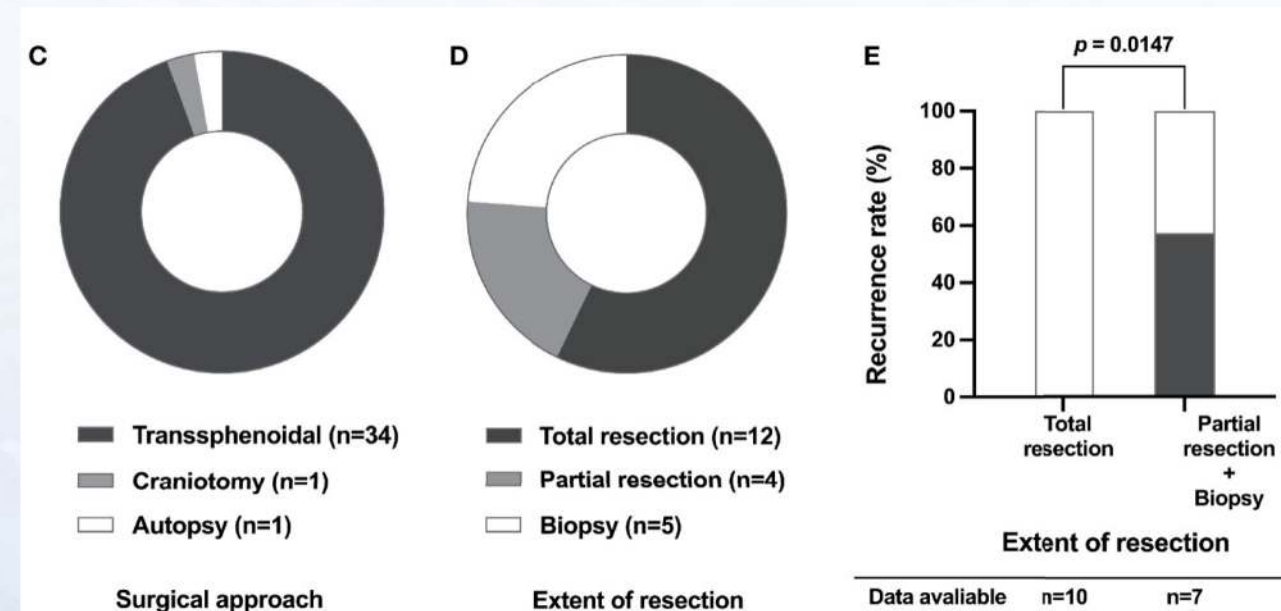 C
Transsphenoidal (n=34)
Craniotomy (n=1)
Autopsy (n=1)
Surgical approach
D
Total resection (n=12)
Partial resection (n=4)
Biopsy (n=5)
Extent of resection
E
p = 0.0147
Recurrence rate (%)
100
80
60
40
20
0
Total
resection
Partial
resection
+
Biopsy
Extent of resection
Data avaliable n=10 n=7